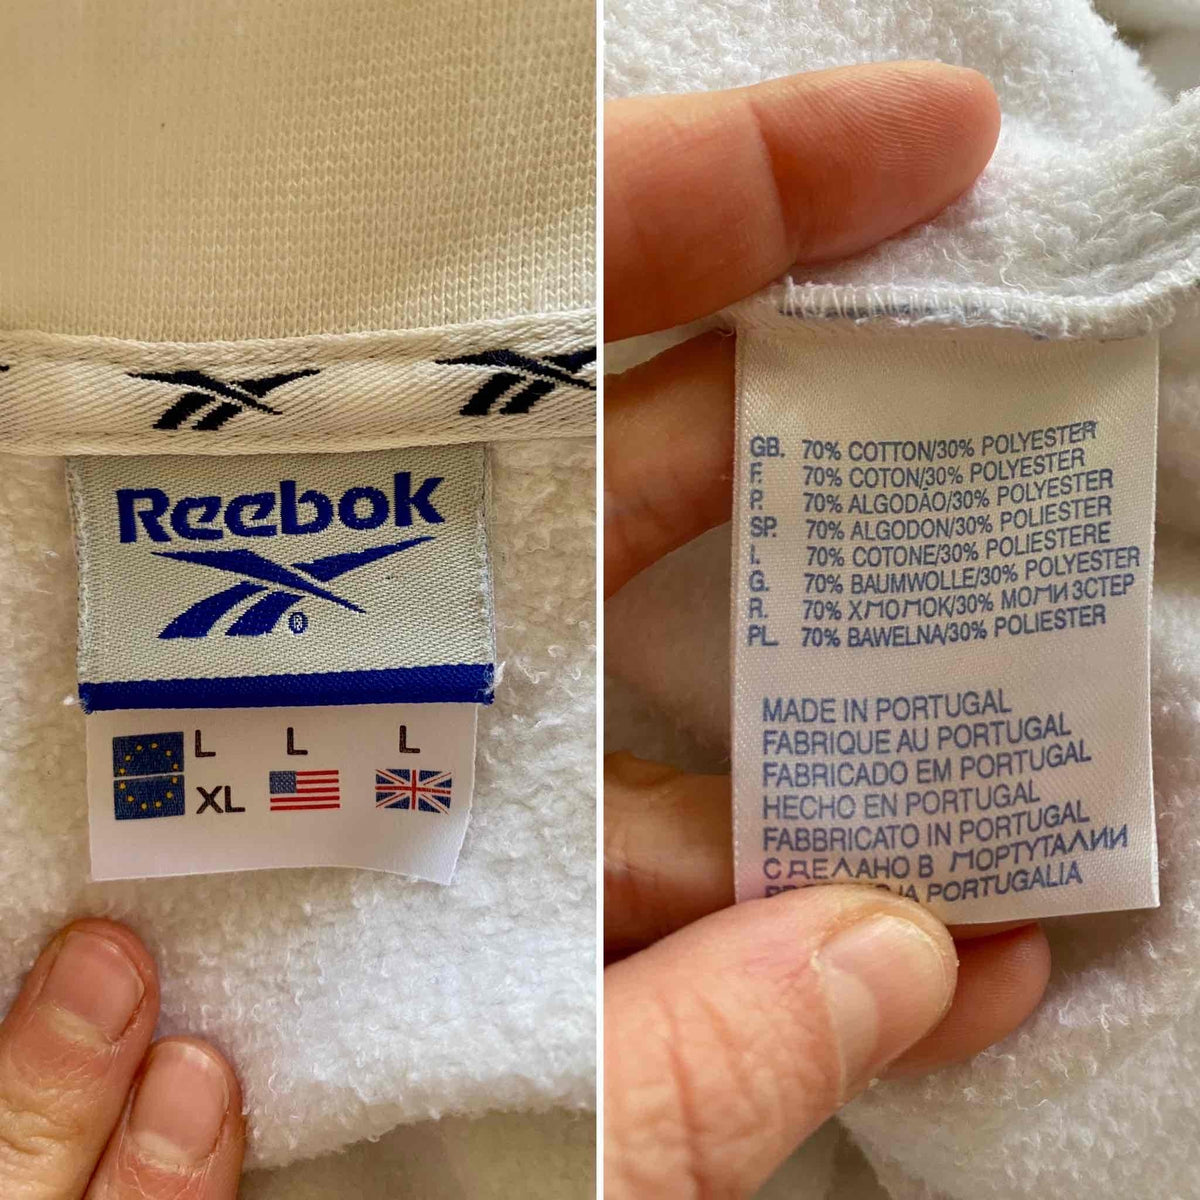 Reebok
®
L L L
XL
GB. 70% COTTON/30% POLYESTER
F. 70% COTON/30% POLYESTER
P. 70% ALGODÃO/30% POLYESTER
SP. 70% ALGODON/30% POLIESTER
I. 70% COTONE/30% POLIESTERE
G. 70% BAUMWOLLE/30% POLYESTER
R. 70% ХЛОПОК/30% ПОЛИЭСТЕР
PL. 70% BAWELNA/30% POLIESTER
MADE IN PORTUGAL
FABRIQUE AU PORTUGAL
FABRICADO EM PORTUGAL
HECHO EN PORTUGAL
FABBRICATO IN PORTUGAL
СДЕЛАНО В ПОРТУГАЛИИ
PORTUGALIA